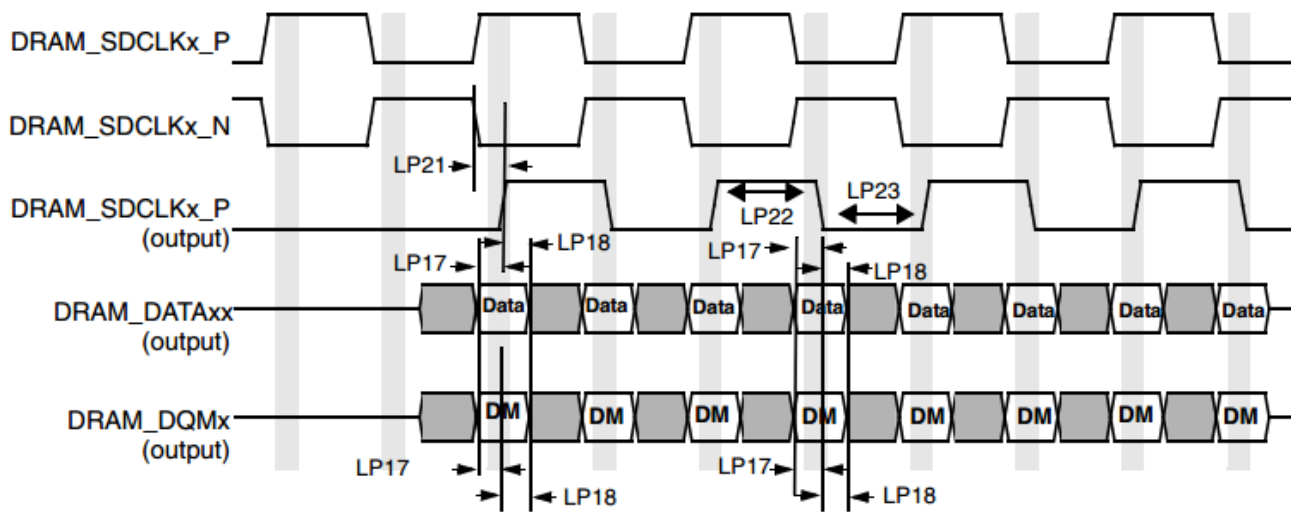 DRAM_SDCLKx_P
DRAM_SDCLKx_N
LP21
DRAM_SDCLKx_P
(output)
LP22
LP23
LP17
LP18
LP17
LP18
DRAM_DATAxx
(output)
Data Data Data Data Data Data Data Data
DRAM_DQMx
(output)
DM DM DM DM DM DM DM DM
LP17
LP18
LP17
LP18